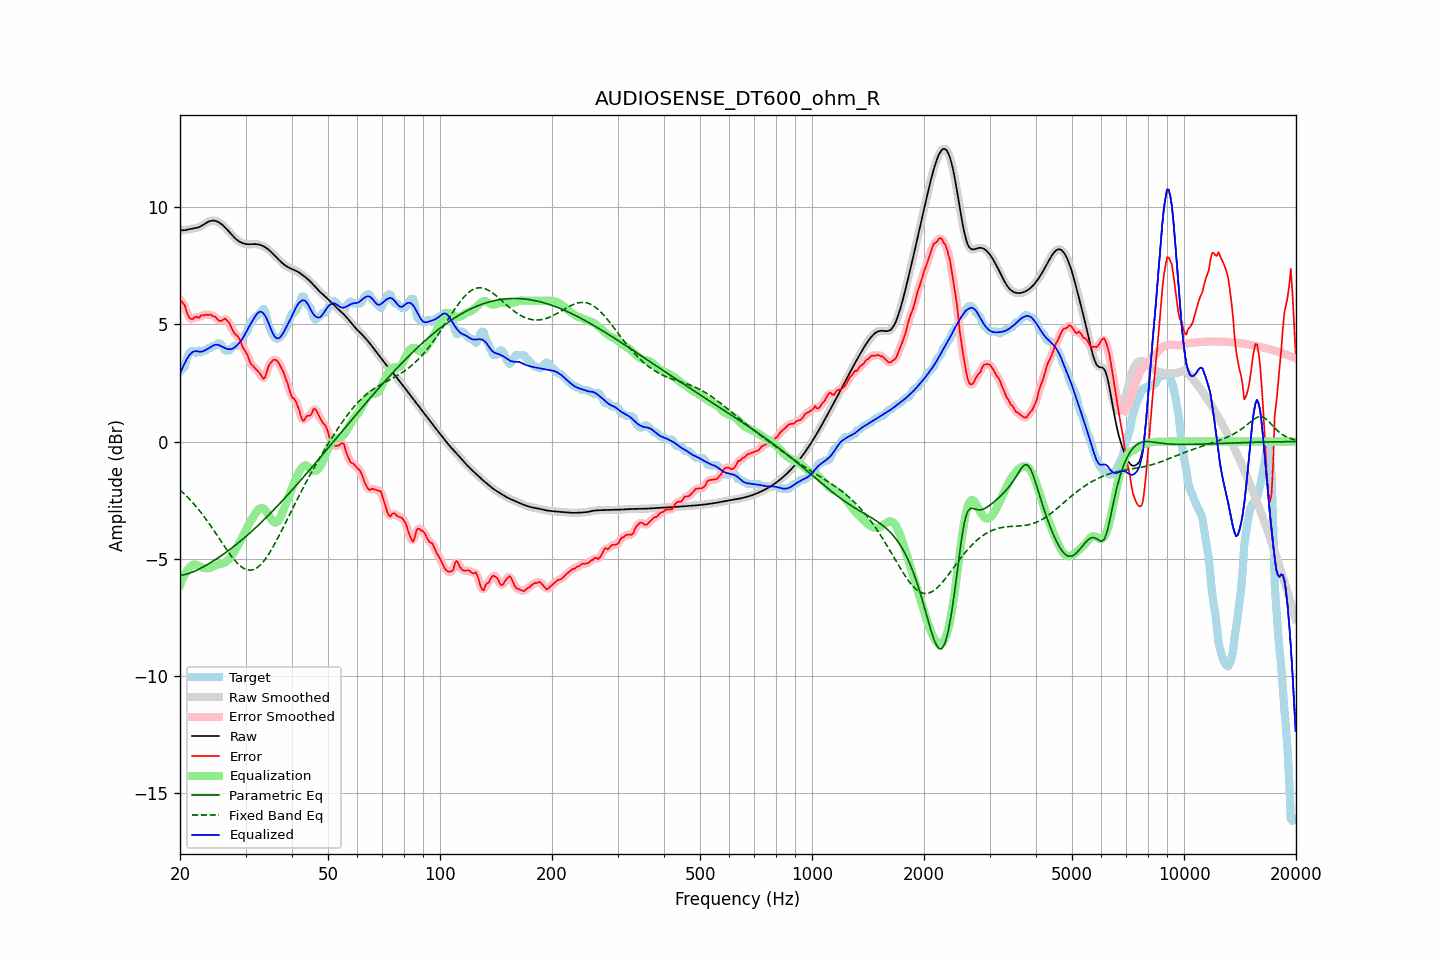 AUDIOSENSE_DT600_ohm_R
Amplitude (dBr)
10
5
0
−5
−10
−15
Target
Raw Smoothed
Error Smoothed
Raw
Error
Equalization
Parametric Eq
Fixed Band Eq
Equalized
20 50 100 200 500 1000 2000 5000 10000 20000
Frequency (Hz)